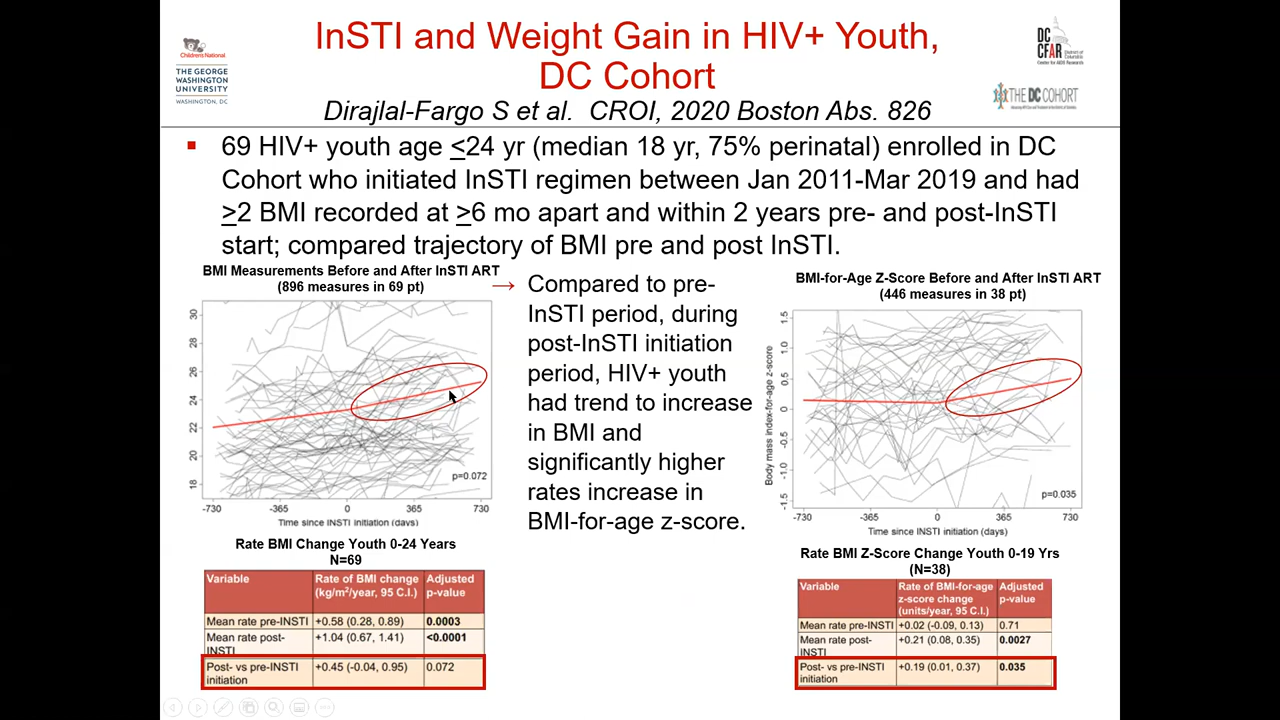 InSTI and Weight Gain in HIV+ Youth,
DC Cohort
Dirajlal-Fargo S et al. CROI, 2020 Boston Abs. 826
Childrens National
THE GEORGE
WASHINGTON
UNIVERSITY
WASHINGTON, DC
DC
CFAR
District of
Columbia
Center for AIDS Research
THE DC COHORT
69 HIV+ youth age ≤24 yr (median 18 yr, 75% perinatal) enrolled in DC
Cohort who initiated InSTI regimen between Jan 2011-Mar 2019 and had
≥2 BMI recorded at ≥6 mo apart and within 2 years pre- and post-InSTI
start; compared trajectory of BMI pre and post InSTI.
BMI Measurements Before and After InSTI ART
(896 measures in 69 pt)
30
28
26
24
22
20
18
p=0.072
-730 -365 0 365 730
Time since INSTI initiation (days)
→ Compared to pre-
InSTI period, during
post-InSTI initiation
period, HIV+ youth
had trend to increase
in BMI and
significantly higher
rates increase in
BMI-for-age z-score.
BMI-for-Age Z-Score Before and After InSTI ART
(446 measures in 38 pt)
Body mass index-for-age z-score
1.5
1.0
0.5
0
-0.5
-1.0
-1.5
p=0.035
-730 -365 0 365 730
Time since INSTI initiation (days)
Rate BMI Change Youth 0-24 Years
N=69
Variable Rate of BMI change (kg/m²/year, 95 C.I.) Adjusted p-value
Mean rate pre-INSTI +0.58 (0.28, 0.89) 0.0003
Mean rate post-INSTI +1.04 (0.67, 1.41) <0.0001
Post- vs pre-INSTI initiation +0.45 (-0.04, 0.95) 0.072
Rate BMI Z-Score Change Youth 0-19 Yrs
(N=38)
Variable Rate of BMI-for-age z-score change (units/year, 95 C.I.) Adjusted p-value
Mean rate pre-INSTI +0.02 (-0.09, 0.13) 0.71
Mean rate post-INSTI +0.21 (0.08, 0.35) 0.0027
Post- vs pre-INSTI initiation +0.19 (0.01, 0.37) 0.035